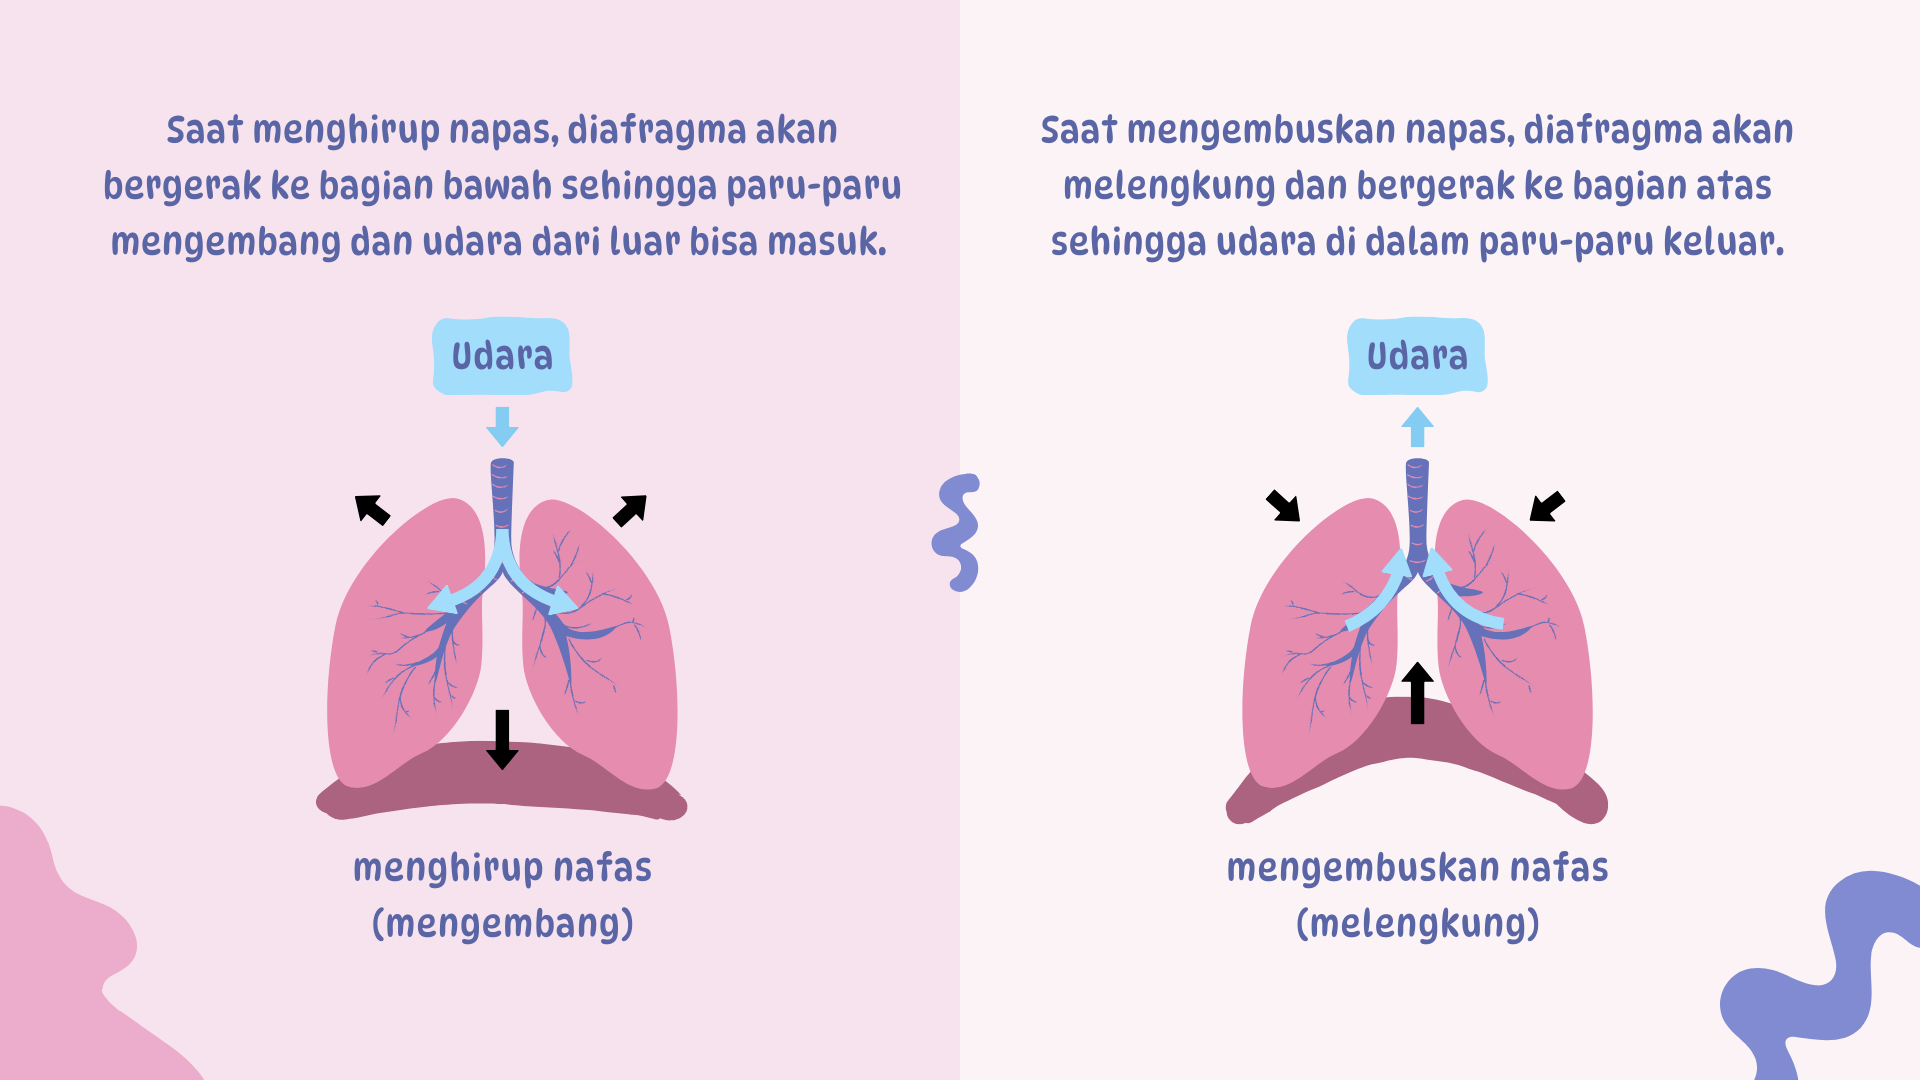 Saat menghirup napas, diafragma akan
bergerak ke bagian bawah sehingga paru-paru
mengembang dan udara dari luar bisa masuk.
Udara
menghirup nafas
(mengembang)
Saat mengembuskan napas, diafragma akan
melengkung dan bergerak ke bagian atas
sehingga udara di dalam paru-paru keluar.
Udara
mengembuskan nafas
(melengkung)